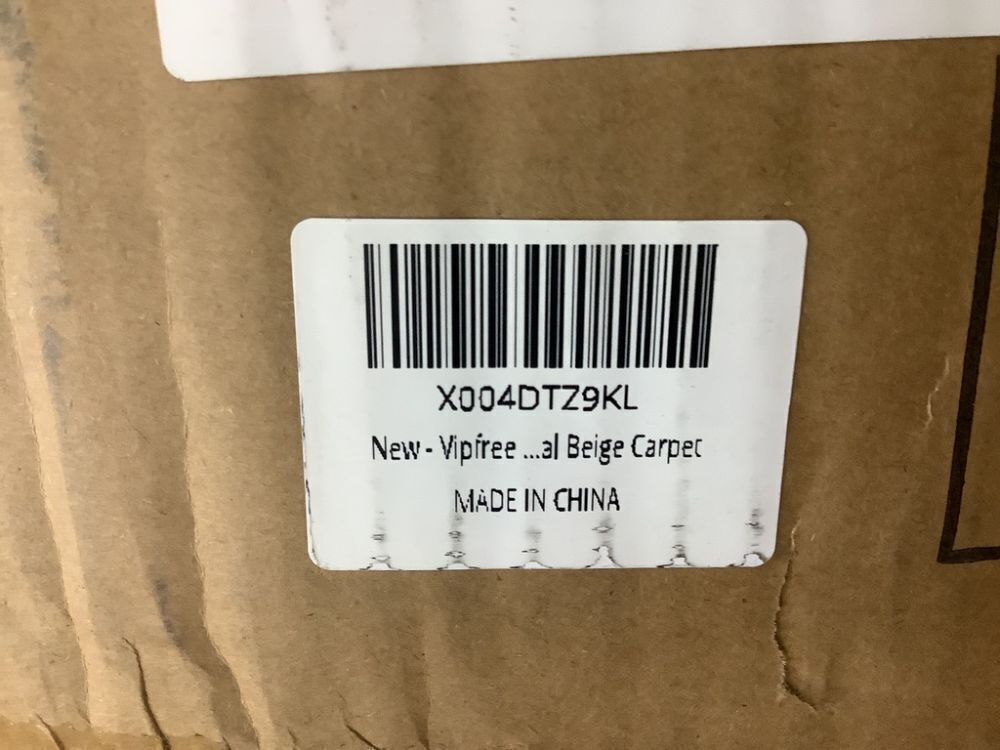 X004DTZ9KL
New - Vipfree ...al Beige Carpet
MADE IN CHINA